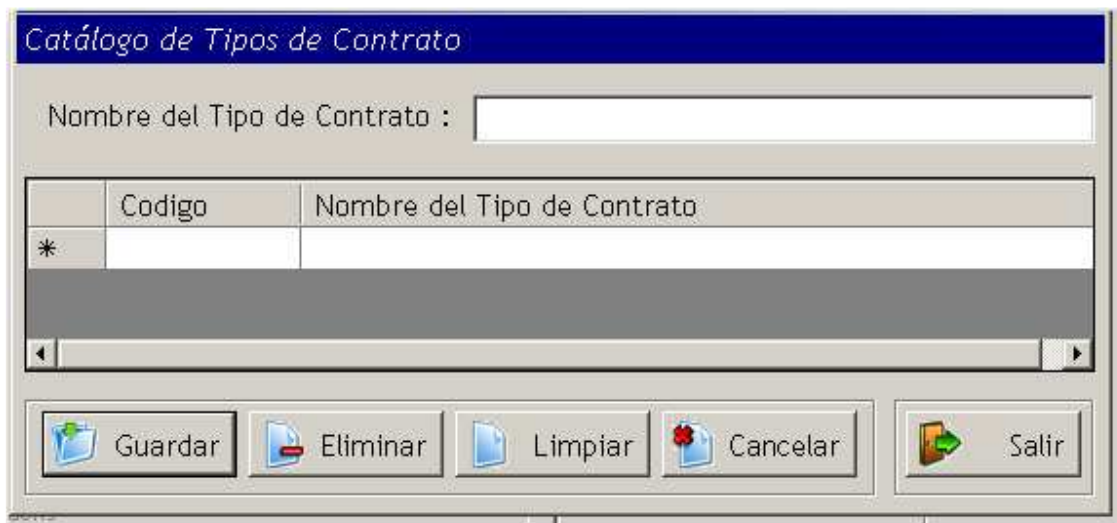 Catálogo de Tipos de Contrato
Nombre del Tipo de Contrato :
Codigo Nombre del Tipo de Contrato
*
Guardar Eliminar Limpiar Cancelar Salir